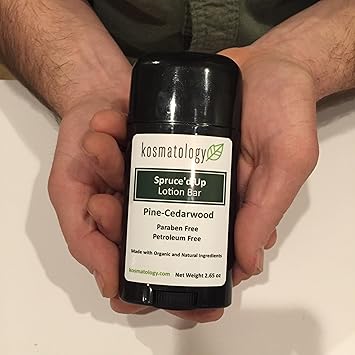 kosmatology
Spruce'd Up
Lotion Bar
Pine-Cedarwood
Paraben Free
Petroleum Free
Made with Organic and Natural Ingredients
kosmatology.com Net Weight 2.65 oz